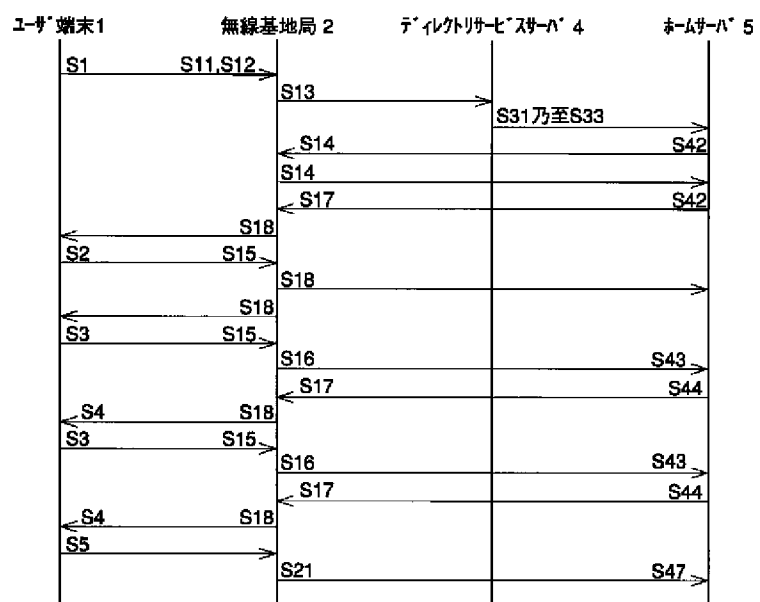 ユーザ端末1 無線基地局 2 ディレクトリサービスサーバ 4 ホームサーバ 5
S1 S11,S12
S13
S31乃至S33
S14 S42
S14
S17 S42
S18
S2 S15
S18
S18
S3 S15
S16 S43
S17 S44
S4 S18
S3 S15
S16 S43
S17 S44
S4 S18
S5
S21 S47